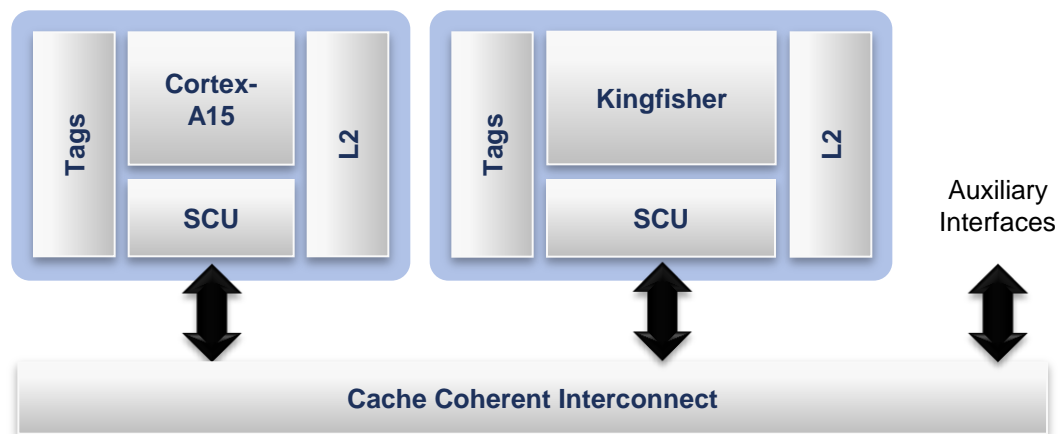 Tags
Cortex-
A15
SCU
L2
Tags
Kingfisher
SCU
L2
Auxiliary
Interfaces
Cache Coherent Interconnect